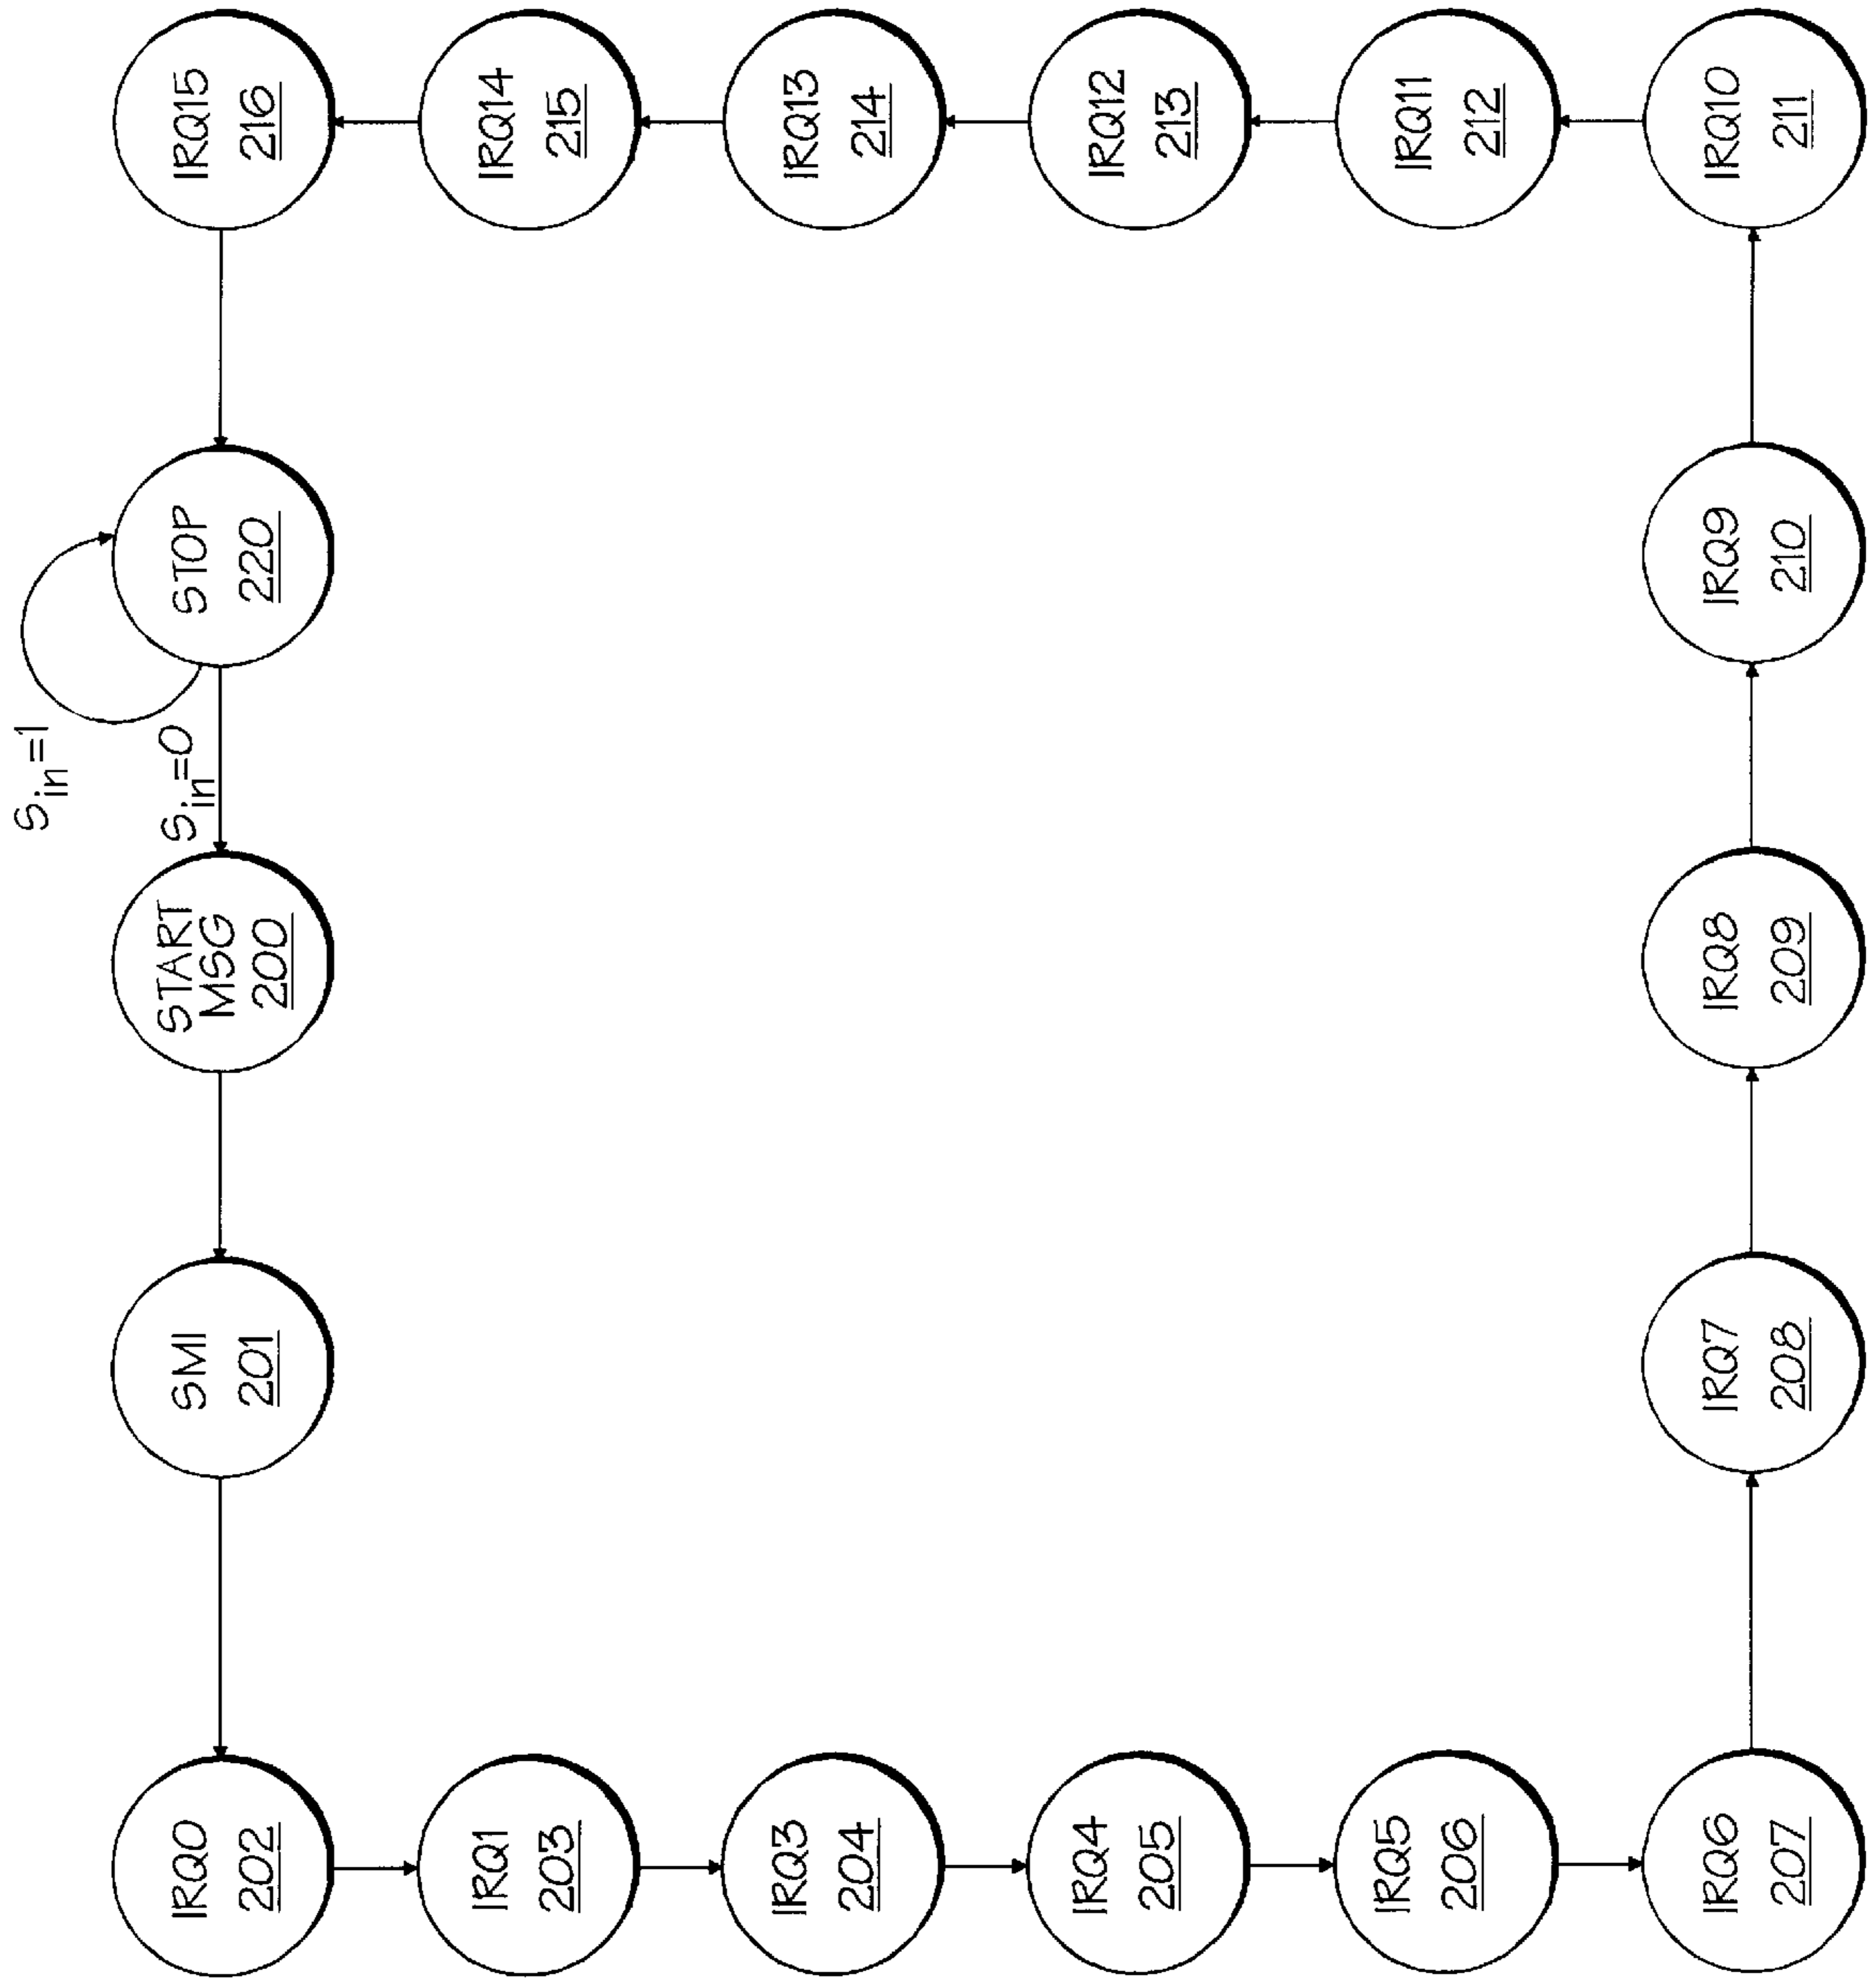 S_in=1
S_in=0
START
MSG
200
SMI
201
IRQ0
202
IRQ1
203
IRQ3
204
IRQ4
205
IRQ5
206
IRQ6
207
IRQ7
208
IRQ8
209
IRQ9
210
IRQ10
211
IRQ11
212
IRQ12
213
IRQ13
214
IRQ14
215
IRQ15
216
STOP
220